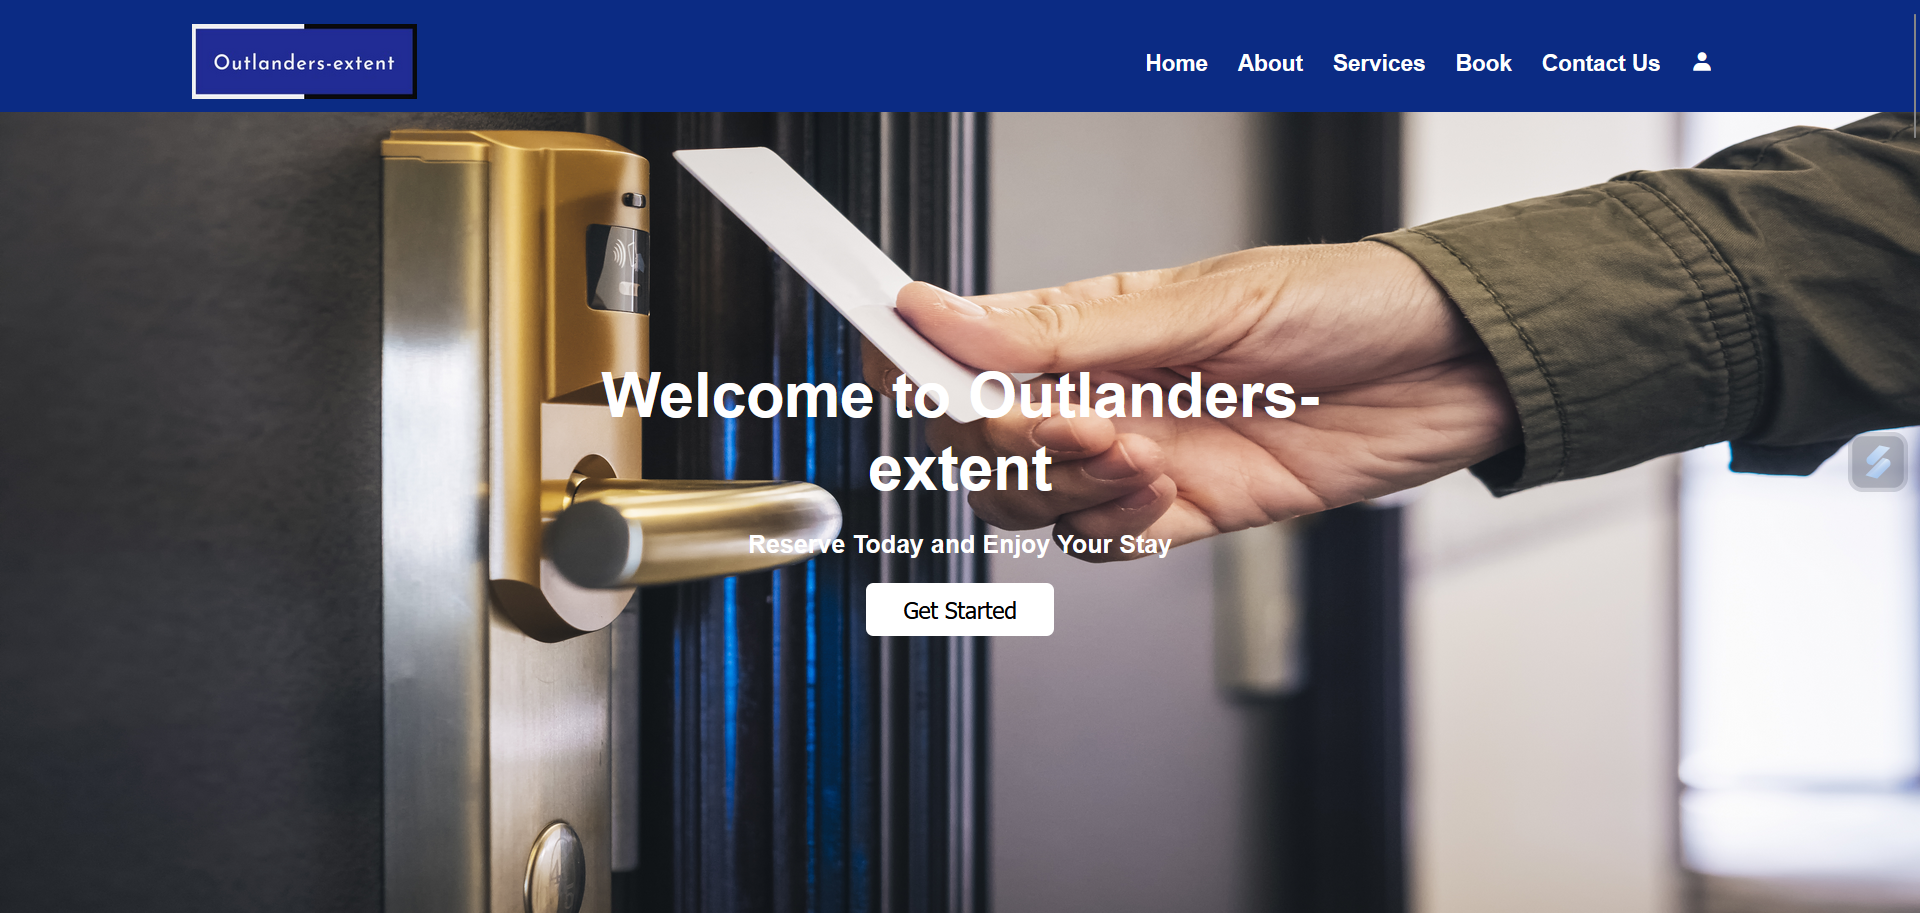 Outlanders-extent
Home About Services Book Contact Us
Welcome to Outlanders-
extent
Reserve Today and Enjoy Your Stay
Get Started